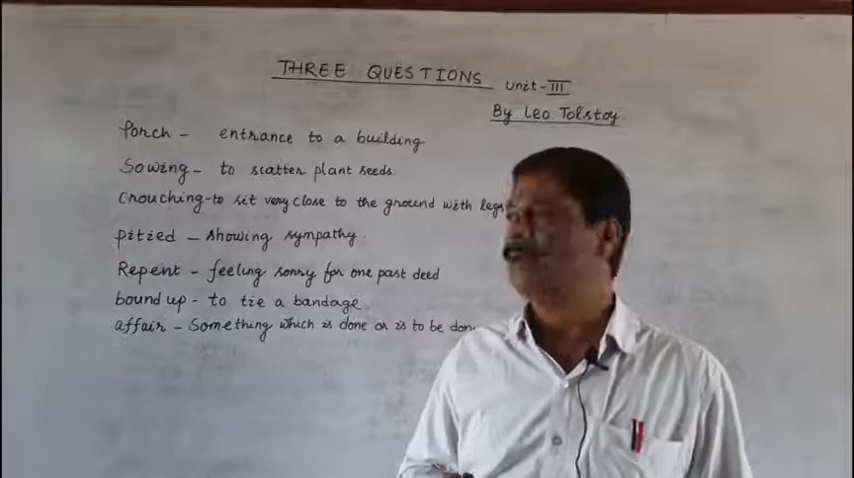 THREE QUESTIONS Unit-III
By Leo Tolstoy
Porch - entrance to a building
Sowing - to scatter plant seeds
Crouching - to sit very close to the ground with legs
pitied - showing sympathy.
Repent - feeling sorry for one past deed
bound up - to tie a bandage
affair - Something which is done or is to be done